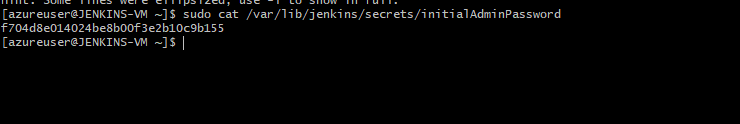 hint: Some lines were ellipsized, use -l to show in full.
[azureuser@JENKINS-VM ~]$ sudo cat /var/lib/jenkins/secrets/initialAdminPassword
f704d8e014024be8b00f3e2b10c9b155
[azureuser@JENKINS-VM ~]$